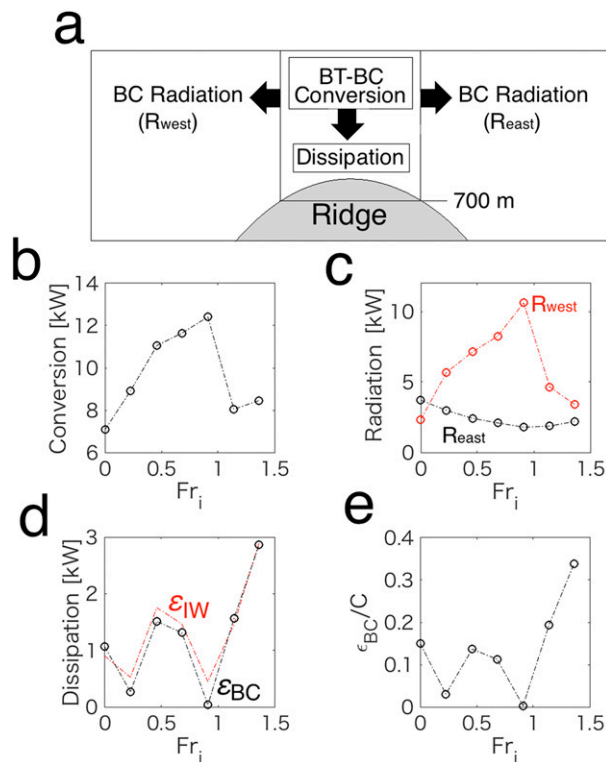 a
BC Radiation
(Rwest)
BT-BC
Conversion
Dissipation
BC Radiation
(Reast)
Ridge
700 m
b
Conversion [kW]
14
12
10
8
6
0 0.5 1 1.5
Fri
c
Radiation [kW]
10
5
0
Rwest
Reast
0 0.5 1 1.5
Fri
d
Dissipation [kW]
3
2
1
0
εIW
εBC
0 0.5 1 1.5
Fri
e
ϵBC/C
0.4
0.3
0.2
0.1
0
0 0.5 1 1.5
Fri